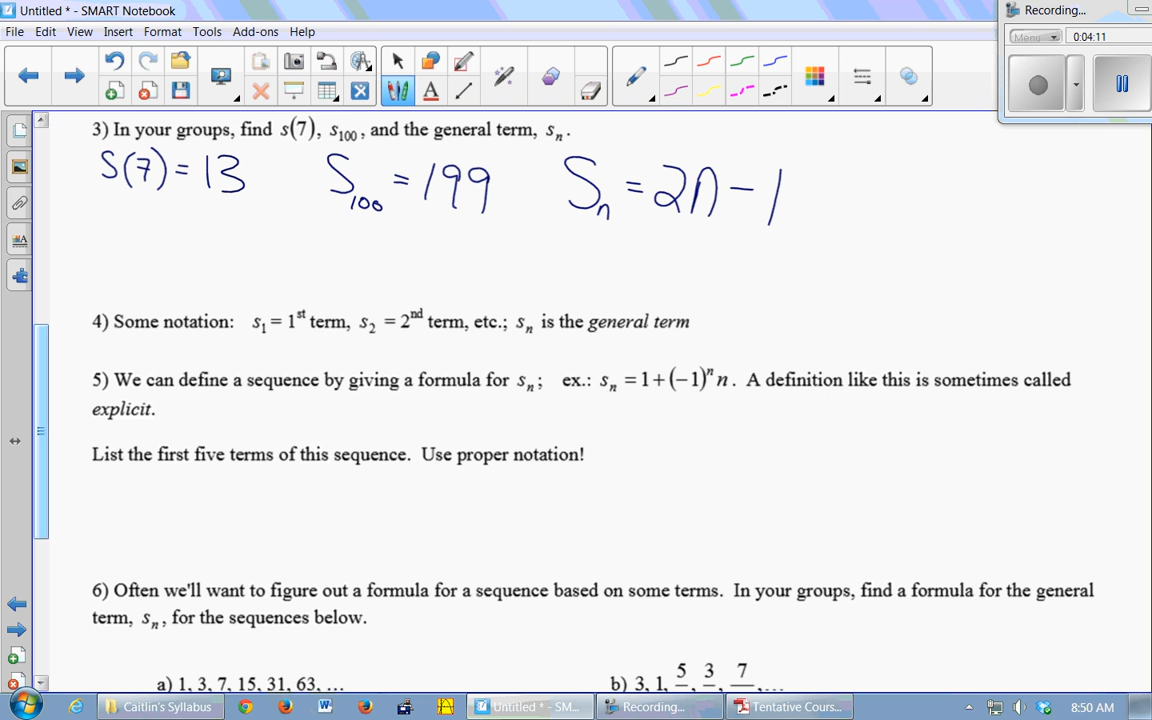 Untitled * - SMART Notebook
Recording...
File Edit View Insert Format Tools Add-ons Help
Menu
0:04:11
3) In your groups, find s(7), s₁₀₀, and the general term, sₙ.
S(7) = 13 S₁₀₀ = 199 Sₙ = 2n - 1
4) Some notation: s₁ = 1ˢᵗ term, s₂ = 2ⁿᵈ term, etc.; sₙ is the general term
5) We can define a sequence by giving a formula for sₙ; ex.: sₙ = 1 + (−1)ⁿ n. A definition like this is sometimes called
explicit.
List the first five terms of this sequence. Use proper notation!
6) Often we'll want to figure out a formula for a sequence based on some terms. In your groups, find a formula for the general
term, sₙ, for the sequences below.
a) 1, 3, 7, 15, 31, 63, … b) 3, 1, 5, 3, 7, …
Caitlin's Syllabus Untitled * - SM... Recording... Tentative Cours... 8:50 AM